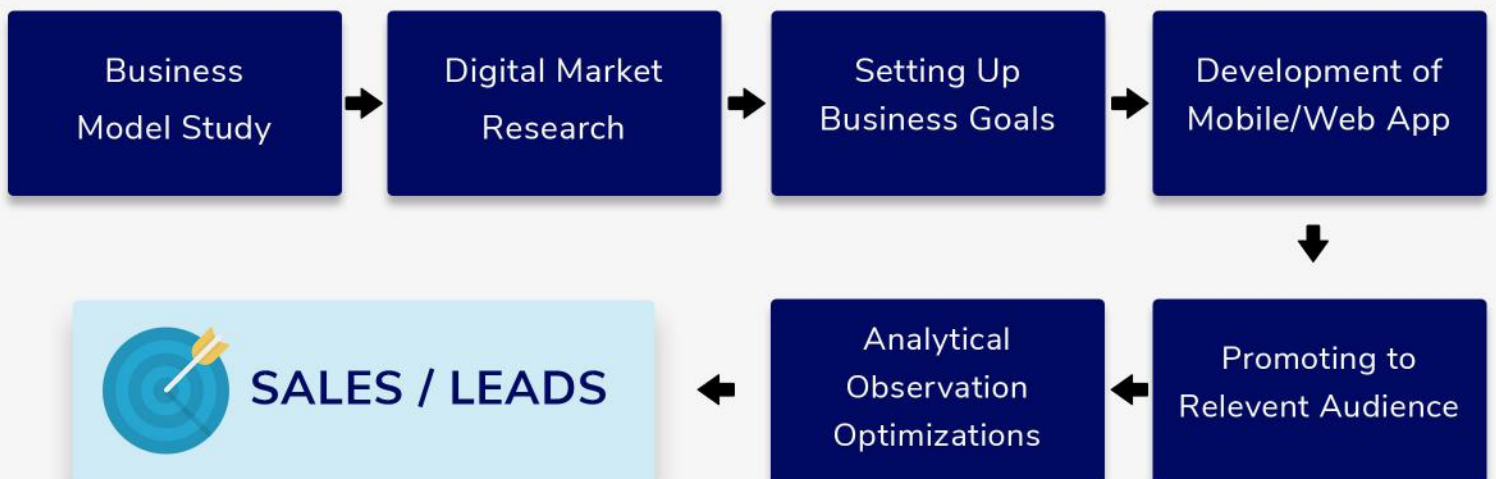 Business
Model Study
Digital Market
Research
Setting Up
Business Goals
Development of
Mobile/Web App
Promoting to
Relevent Audience
Analytical
Observation
Optimizations
SALES / LEADS